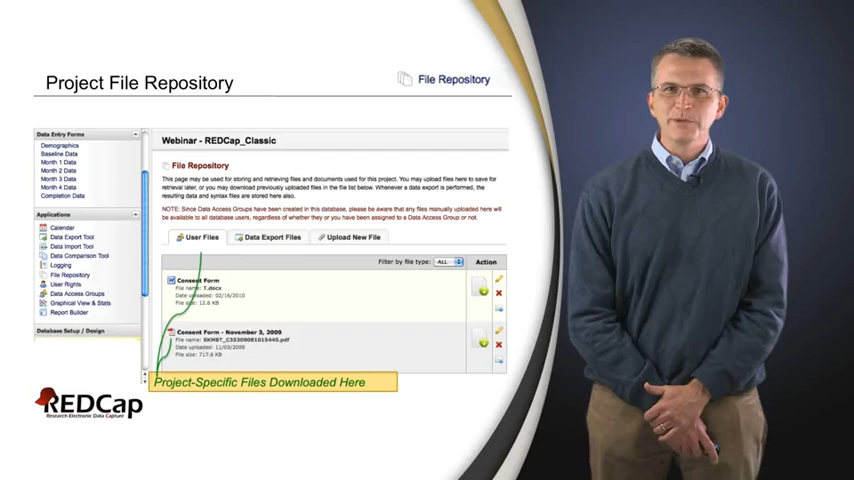 Project File Repository
File Repository
Data Entry Forms
Demographics
Baseline Data
Month 1 Data
Month 2 Data
Month 3 Data
Month 4 Data
Completion Data
Applications
Calendar
Data Export Tool
Data Import Tool
Data Comparison Tool
Logging
File Repository
User Rights
Data Access Groups
Graphical View & Stats
Report Builder
Database Setup / Design
Webinar - REDCap_Classic
File Repository
This page may be used for storing and retrieving files and documents used for this project. You may upload files here to save for
retrieval later, or you may download previously uploaded files in the file list below. Whenever a data export is performed, the
resulting data and syntax files are stored here also.
NOTE: Since Data Access Groups have been created in this database, please be aware that any files manually uploaded here will
be available to all database users, regardless of whether they or you have been assigned to a Data Access Group or not.
User Files
Data Export Files
Upload New File
Filter by file type: ALL
Action
Consent Form
File name: T.docx
Date uploaded: 02/16/2010
File size: 12.6 KB
Consent Form - November 3, 2009
File name: SKMBT_C35309081015440.pdf
Date uploaded: 11/03/2009
File size: 717.6 KB
Project-Specific Files Downloaded Here
REDCap
Research Electronic Data Capture